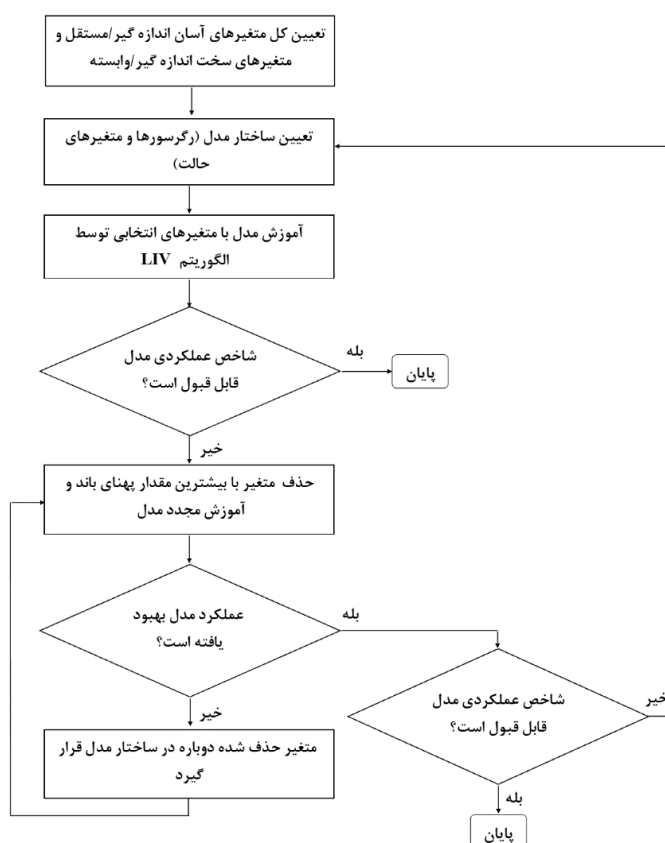 تعیین کل متغیرهای آسان اندازه گیر/مستقل و
متغیرهای سخت اندازه گیر/وابسته
تعیین ساختار مدل (رگرسورها و متغیرهای
حالت)
آموزش مدل با متغیرهای انتخابی توسط
الگوریتم LIV
شاخص عملکردی مدل
قابل قبول است؟
بله
پایان
خیر
حذف متغیر با بیشترین مقدار پهنای باند و
آموزش مجدد مدل
عملکرد مدل بهبود
یافته است؟
بله
خیر
شاخص عملکردی مدل
قابل قبول است؟
خیر
متغیر حذف شده دوباره در ساختار مدل قرار
گیرد
بله
پایان